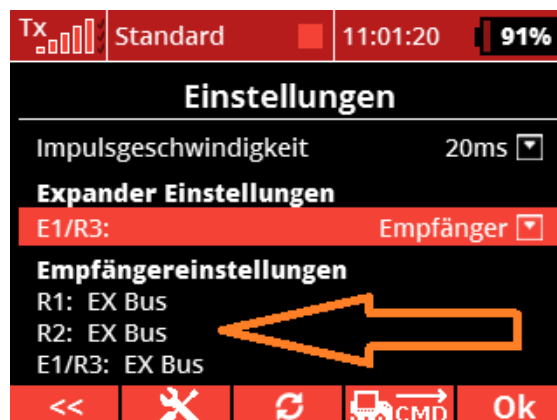 Tx Standard 11:01:20 91%
Einstellungen
Impulsgeschwindigkeit 20ms
Expander Einstellungen
E1/R3: Empfänger
Empfängereinstellungen
R1: EX Bus
R2: EX Bus
E1/R3: EX Bus
<< CMD Ok